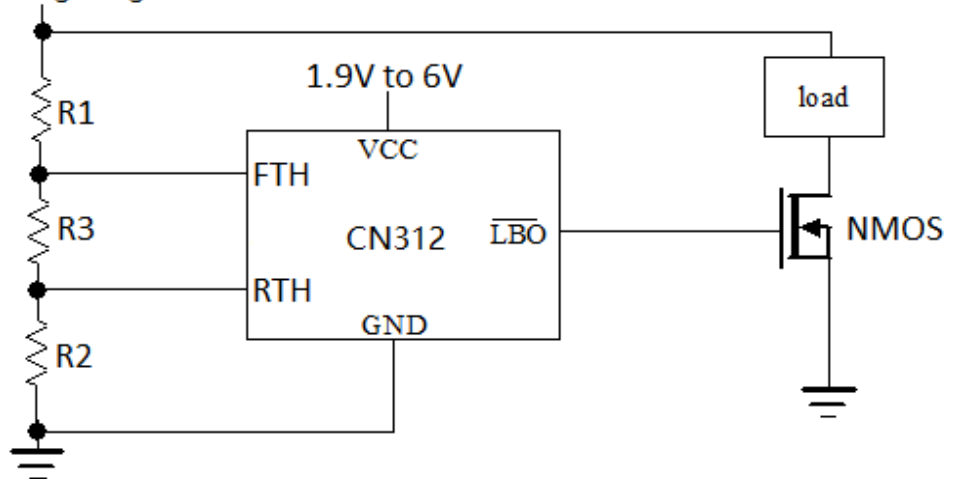 1.9V to 6V
load
R1
VCC
FTH
R3
CN312
LBO
NMOS
RTH
GND
R2